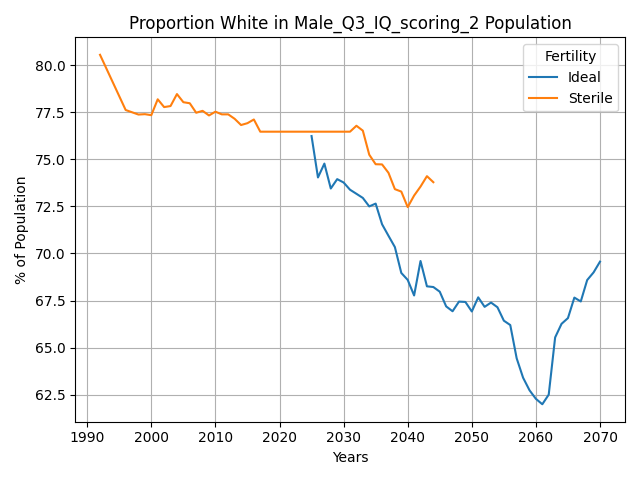 Proportion White in Male_Q3_IQ_scoring_2 Population
Fertility
Ideal
Sterile
% of Population
80.0
77.5
75.0
72.5
70.0
67.5
65.0
62.5
1990 2000 2010 2020 2030 2040 2050 2060 2070
Years